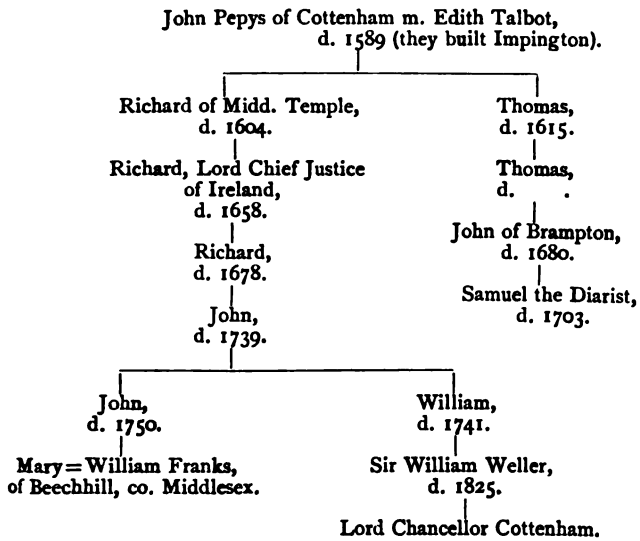 John Pepys of Cottenham m. Edith Talbot,
d. 1589 (they built Impington).
Richard of Midd. Temple,
d. 1604.
Thomas,
d. 1615.
Richard, Lord Chief Justice
of Ireland,
d. 1658.
Thomas,
d. .
Richard,
d. 1678.
John of Brampton,
d. 1680.
John,
d. 1739.
Samuel the Diarist,
d. 1703.
John,
d. 1750.
William,
d. 1741.
Mary=William Franks,
of Beechhill, co. Middlesex.
Sir William Weller,
d. 1825.
Lord Chancellor Cottenham.